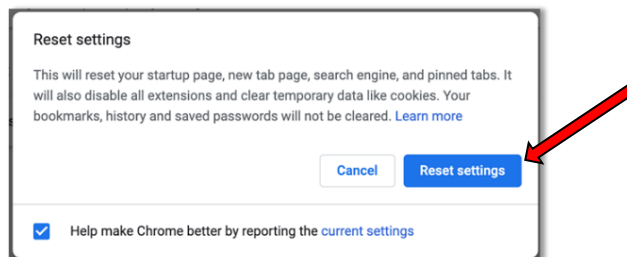 Reset settings
This will reset your startup page, new tab page, search engine, and pinned tabs. It
will also disable all extensions and clear temporary data like cookies. Your
bookmarks, history and saved passwords will not be cleared. Learn more
Cancel
Reset settings
Help make Chrome better by reporting the current settings